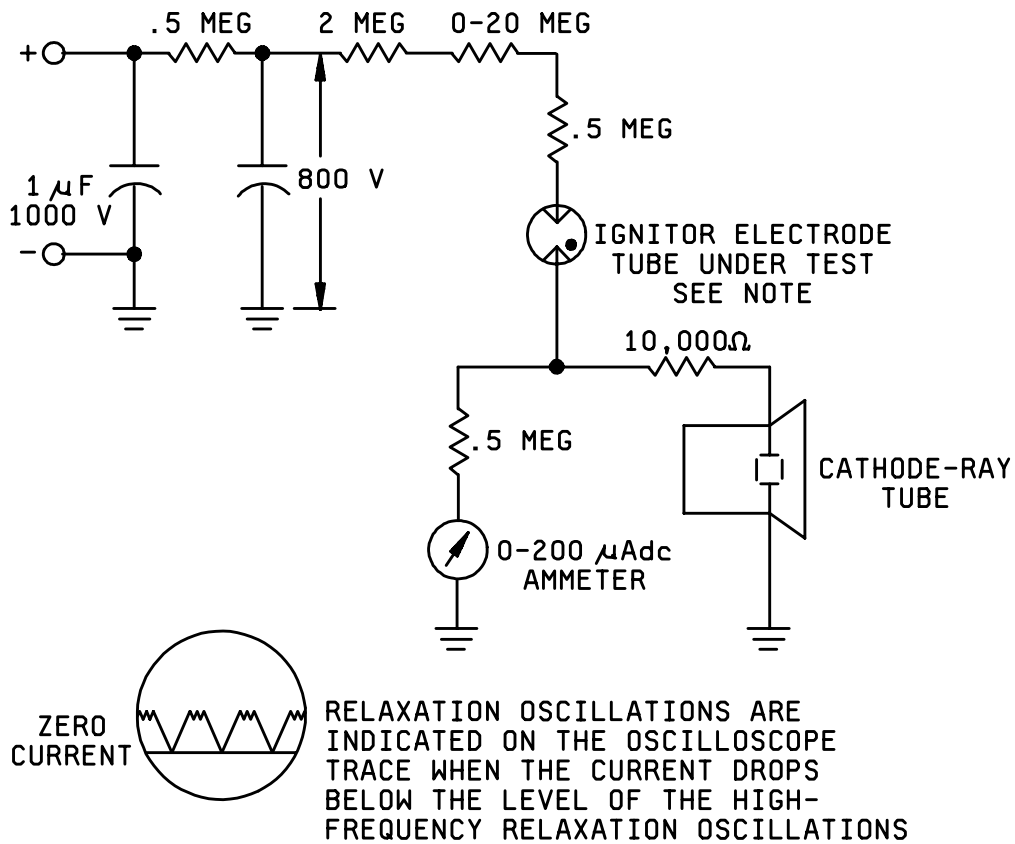 .5 MEG
2 MEG
0-20 MEG
+
.5 MEG
1 μF
1000 V
800 V
-
IGNITOR ELECTRODE
TUBE UNDER TEST
SEE NOTE
10,000Ω
.5 MEG
CATHODE-RAY
TUBE
0-200 μAdc
AMMETER
ZERO
CURRENT
RELAXATION OSCILLATIONS ARE
INDICATED ON THE OSCILLOSCOPE
TRACE WHEN THE CURRENT DROPS
BELOW THE LEVEL OF THE HIGH-
FREQUENCY RELAXATION OSCILLATIONS